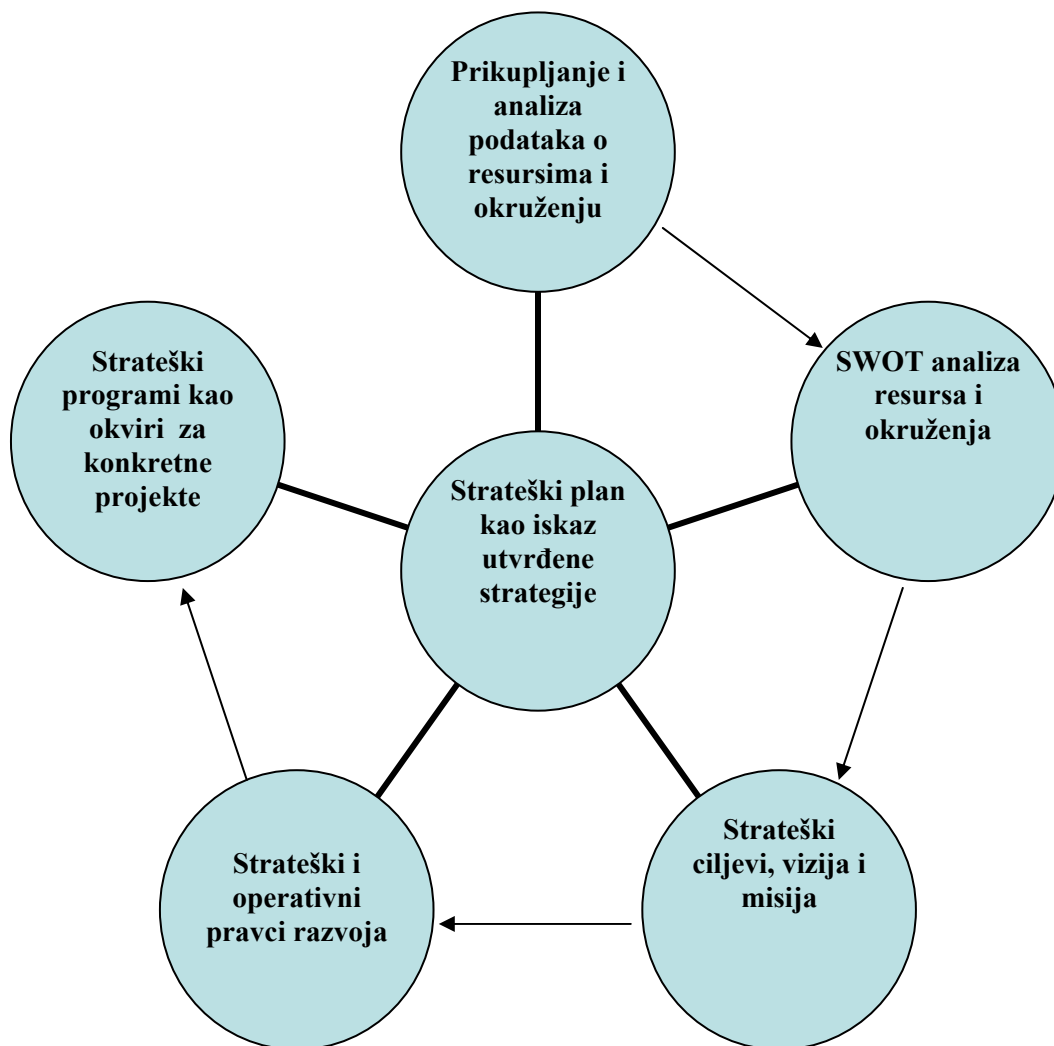 Prikupljanje i
analiza
podataka o
resursima i
okruženju
SWOT analiza
resursa i
okruženja
Strateški
programi kao
okviri za
konkretne
projekte
Strateški plan
kao iskaz
utvrđene
strategije
Strateški
ciljevi, vizija i
misija
Strateški i
operativni
pravci razvoja